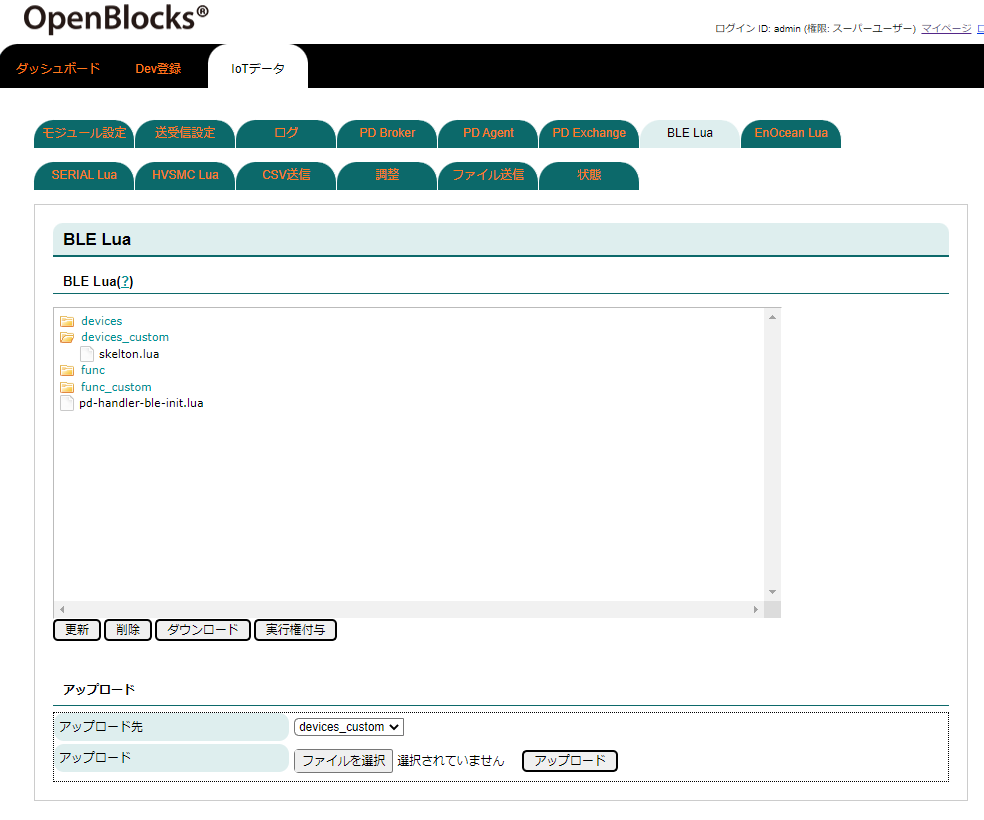 OpenBlocks®
ログイン ID: admin (権限: スーパーユーザー) マイページ
ダッシュボード Dev登録 IoTデータ
モジュール設定 送受信設定 ログ PD Broker PD Agent PD Exchange BLE Lua EnOcean Lua
SERIAL Lua HVSMC Lua CSV送信 調整 ファイル送信 状態
BLE Lua
BLE Lua(?)
devices
devices_custom
skelton.lua
func
func_custom
pd-handler-ble-init.lua
更新 削除 ダウンロード 実行権付与
アップロード
アップロード先 devices_custom
アップロード ファイルを選択 選択されていません アップロード